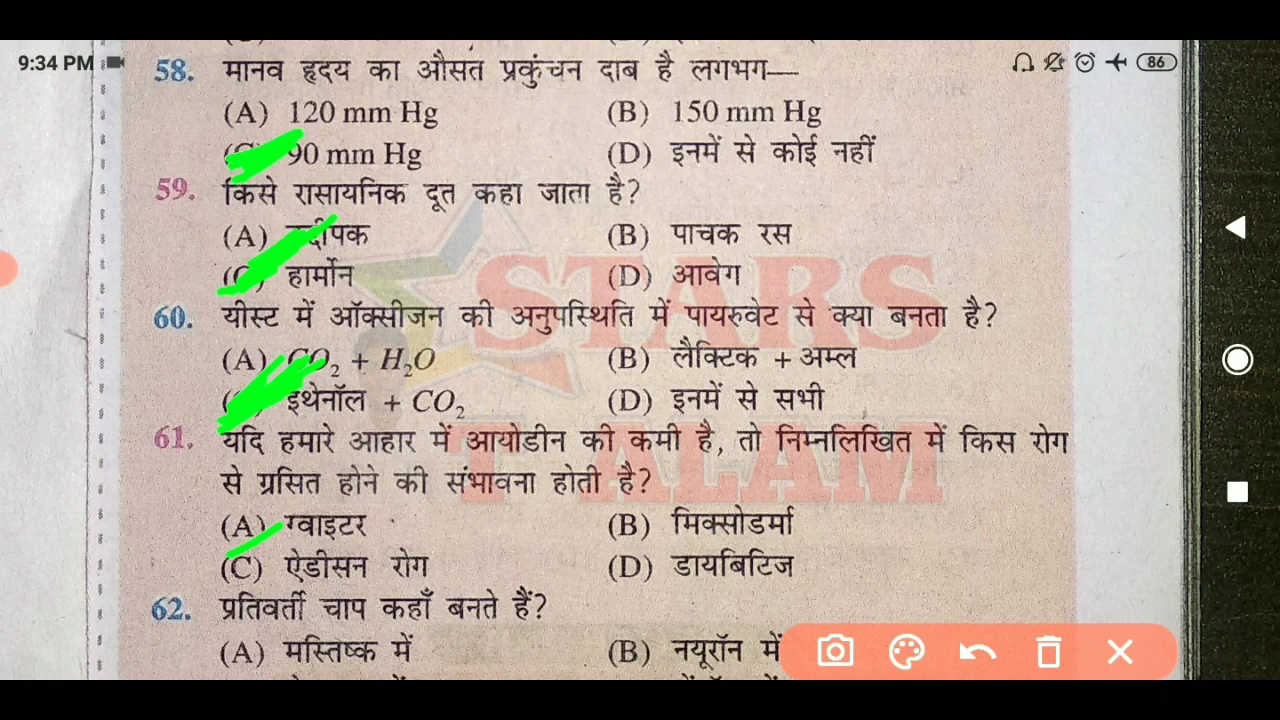 9:34 PM
86
58. मानव हृदय का औसत प्रकुंचन दाब है लगभग—
(A) 120 mm Hg (B) 150 mm Hg
90 mm Hg (D) इनमें से कोई नहीं
59. किसे रासायनिक दूत कहा जाता है?
(A) (B) पाचक रस
हार्मोन (D) आवेग
60. यीस्ट में ऑक्सीजन की अनुपस्थिति में पायरुवेट से क्या बनता है?
(A) CO₂ + H₂O (B) लैक्टिक + अम्ल
इथेनॉल + CO₂ (D) इनमें से सभी
61. यदि हमारे आहार में आयोडीन की कमी है, तो निम्नलिखित में किस रोग
से ग्रसित होने की संभावना होती है?
(A) ग्वाइटर (B) मिक्सोडर्मा
(C) ऐडीसन रोग (D) डायबिटिज
62. प्रतिवर्ती चाप कहाँ बनते हैं?
(A) मस्तिष्क में (B) नयूरॉन में
STARS
ALAM